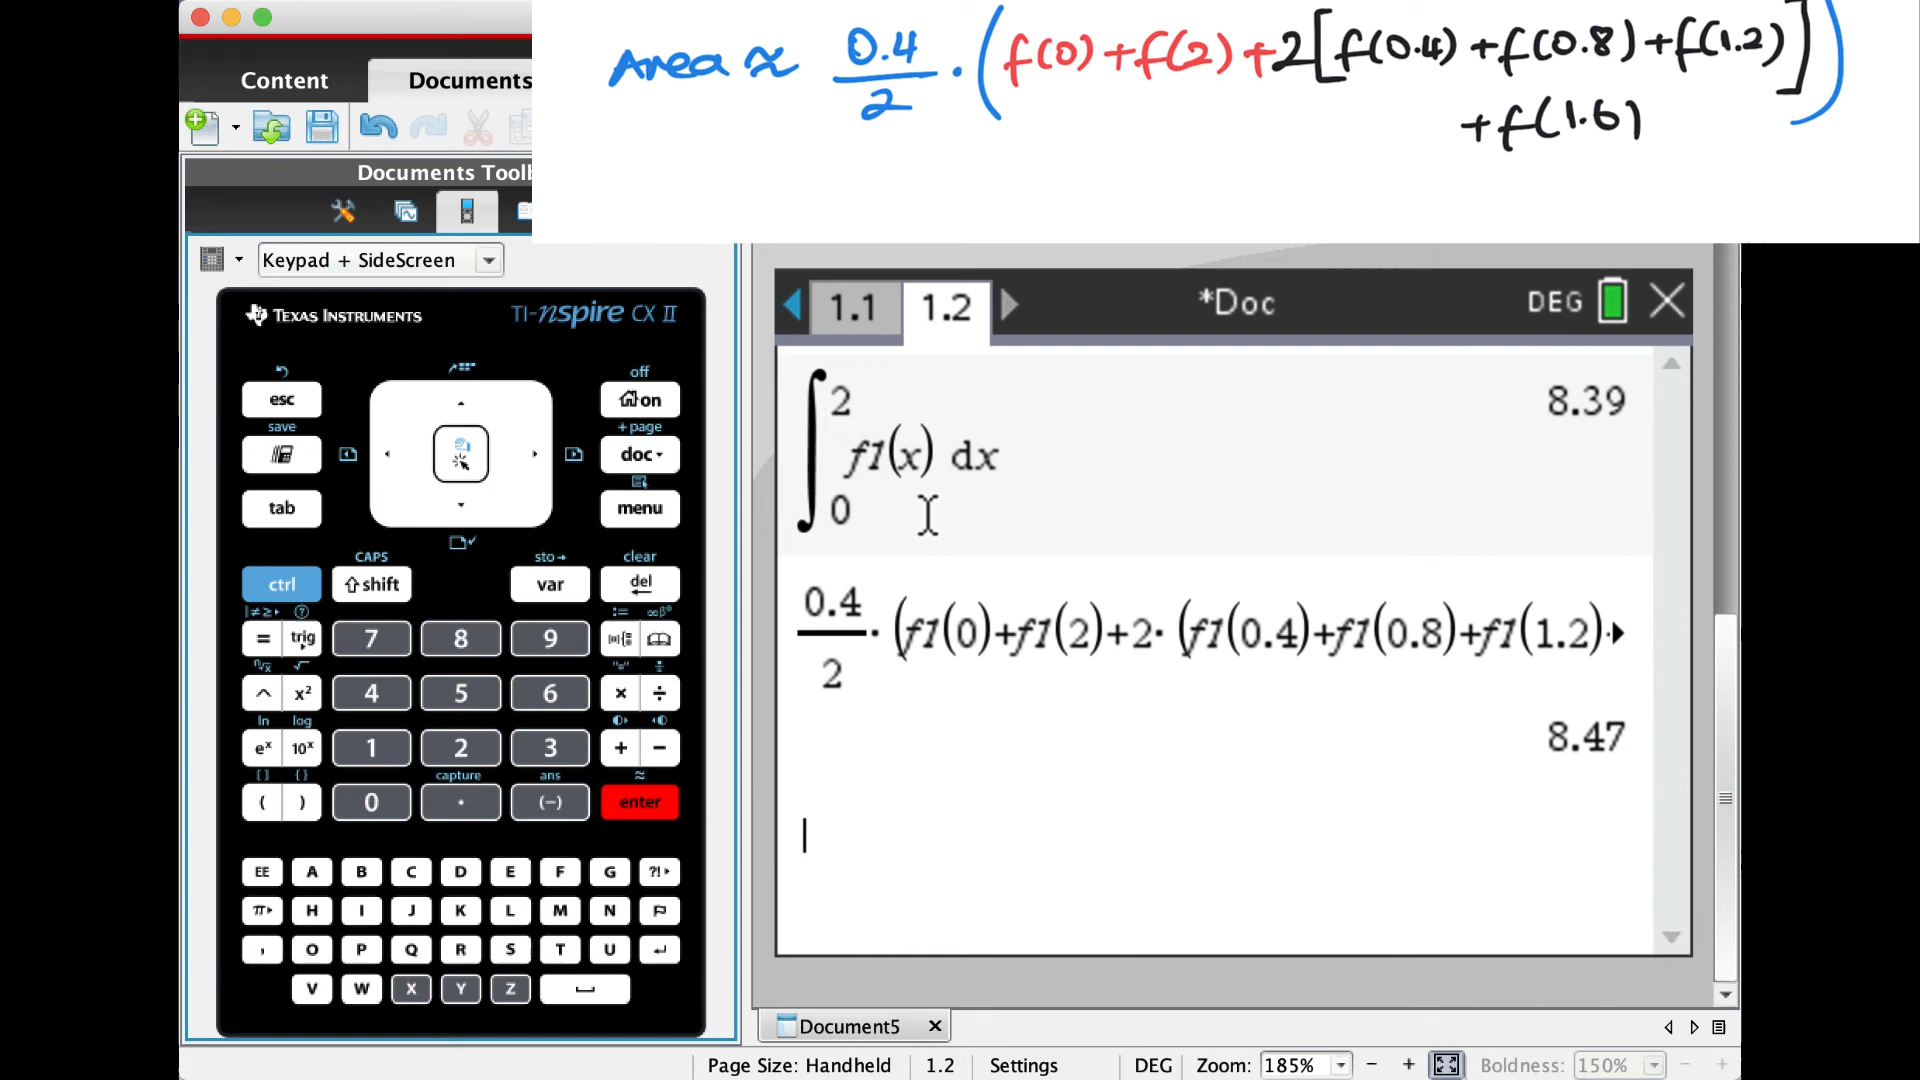 Area ≈ 0.4/2 · (f(0)+f(2)+2[f(0.4)+f(0.8)+f(1.2)]
+f(1.6))
Content
Documents
Documents Toolb
Keypad + SideScreen
TEXAS INSTRUMENTS TI-nspire CX II
off
esc
on
save
+ page
doc
tab
menu
CAPS
sto→
clear
ctrl
shift
var
del
= trig 7 8 9
ⁿ√x √
^ x² 4 5 6 × ÷
ln log
eˣ 10ˣ 1 2 3 + −
[ ] { } capture ans ≈
( ) 0 . (−) enter
EE A B C D E F G ?!▸
π▸ H I J K L M N
, O P Q R S T U ↵
V W X Y Z
1.1 1.2 *Doc DEG
∫ 2 0 f1(x) dx 8.39
0.4/2 · (f1(0)+f1(2)+2·(f1(0.4)+f1(0.8)+f1(1.2)▸
8.47
Document5
Page Size: Handheld 1.2 Settings DEG Zoom: 185% − + Boldness: 150% − +